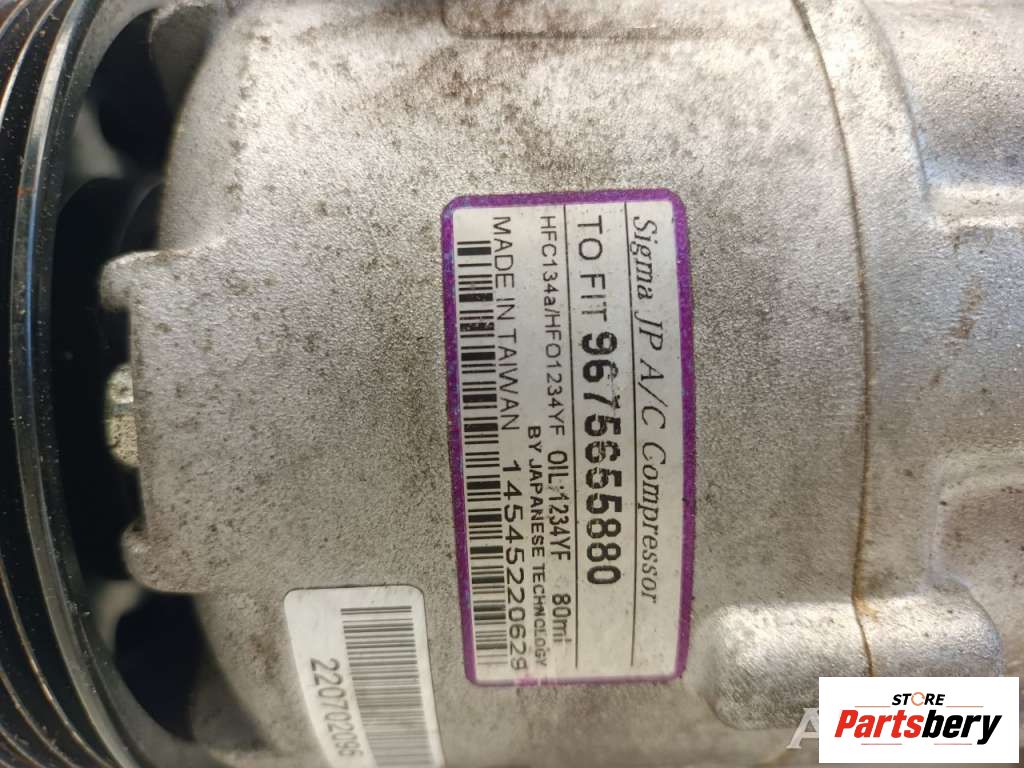 Sigma JP A/C Compressor
TO FIT 9675655880
HFC134a/HFO1234YF OIL:1234YF 80ml
BY JAPANESE TECHNOLOGY
MADE IN TAIWAN 14545220629
STORE
Partsbery